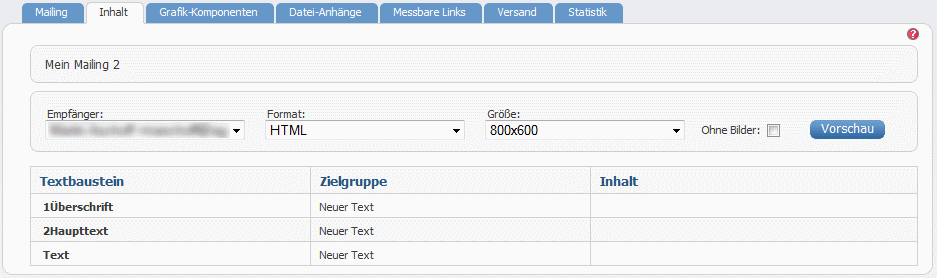 Mailing Inhalt Grafik-Komponenten Datei-Anhänge Messbare Links Versand Statistik
?
Mein Mailing 2
Empfänger: Format: Größe:
HTML 800x600 Ohne Bilder: Vorschau
Textbaustein Zielgruppe Inhalt
1Überschrift Neuer Text
2Haupttext Neuer Text
Text Neuer Text